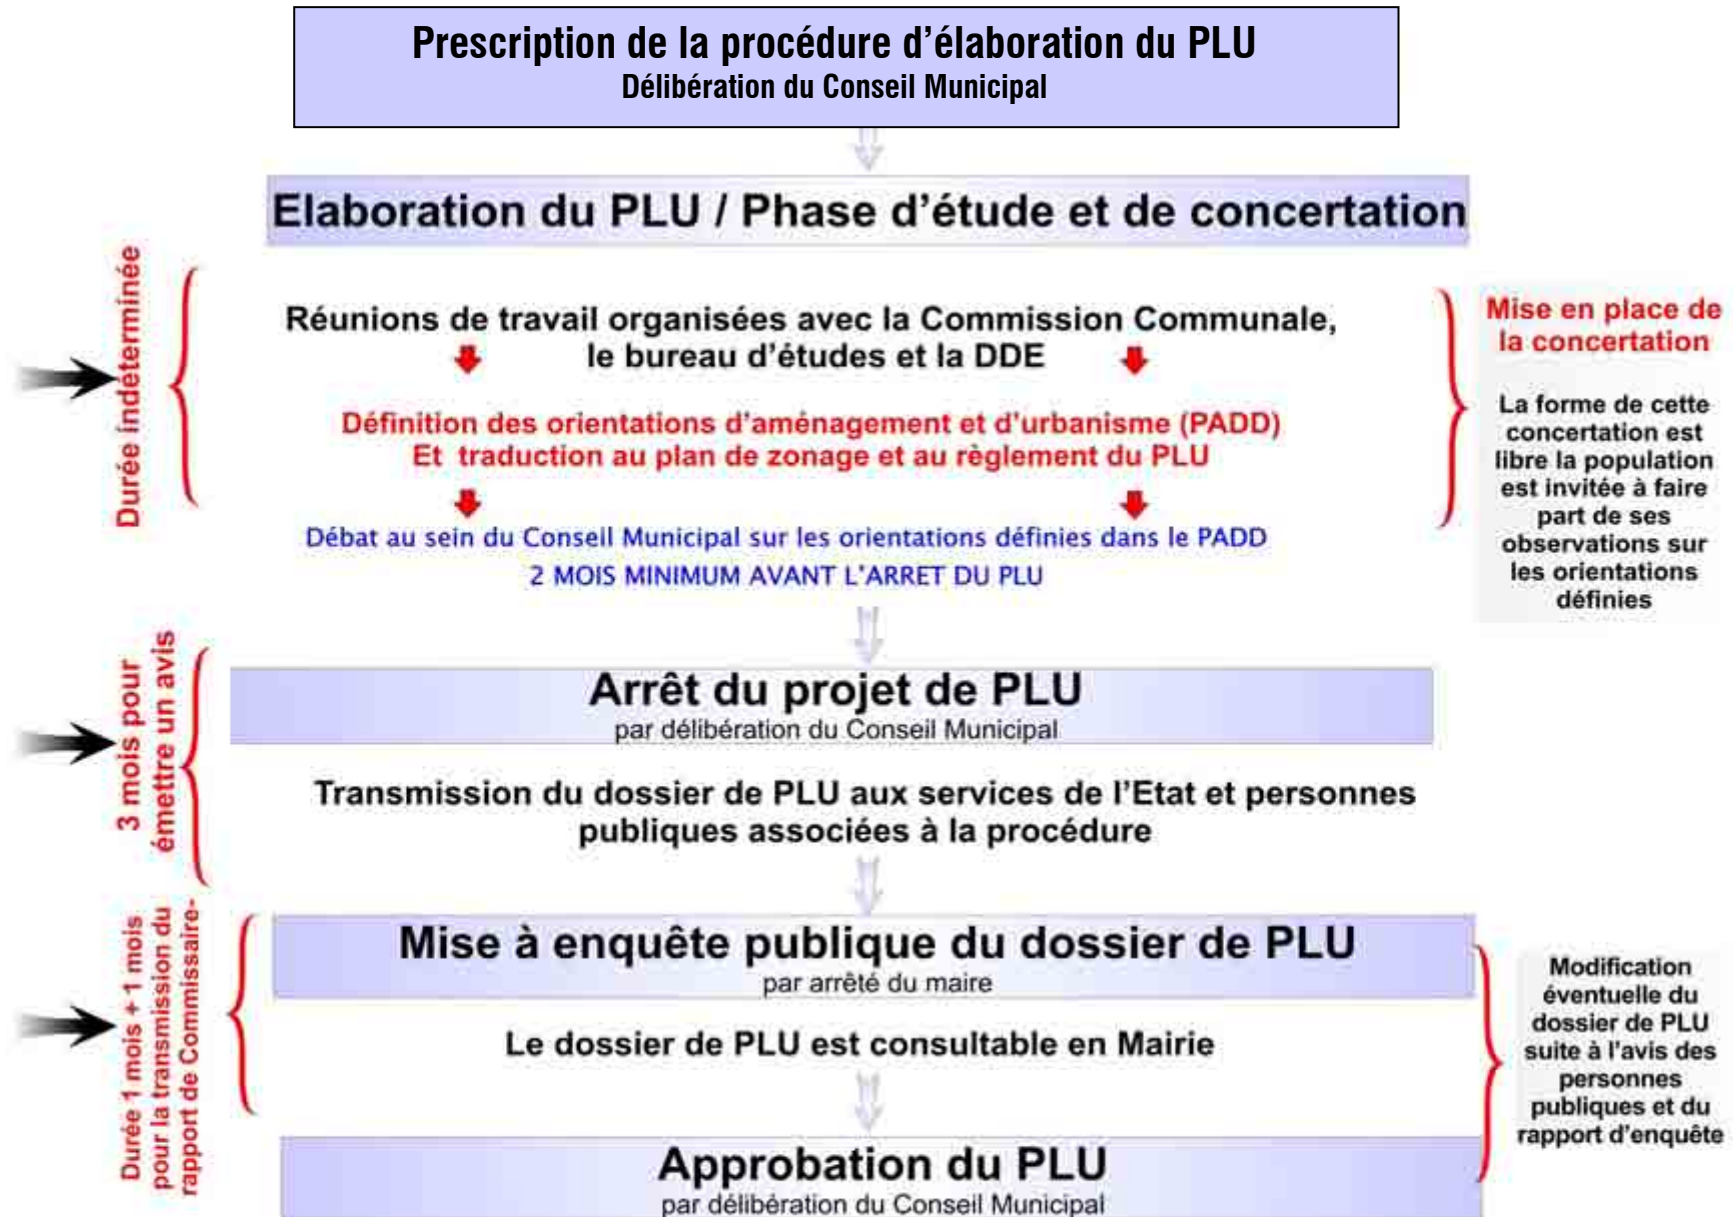 Prescription de la procédure d'élaboration du PLU
Délibération du Conseil Municipal
Elaboration du PLU / Phase d'étude et de concertation
Durée indéterminée
Réunions de travail organisées avec la Commission Communale,
le bureau d'études et la DDE
Définition des orientations d'aménagement et d'urbanisme (PADD)
Et traduction au plan de zonage et au règlement du PLU
Débat au sein du Conseil Municipal sur les orientations définies dans le PADD
2 MOIS MINIMUM AVANT L'ARRET DU PLU
Mise en place de
la concertation
La forme de cette
concertation est
libre la population
est invitée à faire
part de ses
observations sur
les orientations
définies
3 mois pour
émettre un avis
Arrêt du projet de PLU
par délibération du Conseil Municipal
Transmission du dossier de PLU aux services de l'Etat et personnes
publiques associées à la procédure
Durée 1 mois + 1 mois
pour la transmission du
rapport de Commissaire-
Mise à enquête publique du dossier de PLU
par arrêté du maire
Le dossier de PLU est consultable en Mairie
Modification
éventuelle du
dossier de PLU
suite à l'avis des
personnes
publiques et du
rapport d'enquête
Approbation du PLU
par délibération du Conseil Municipal